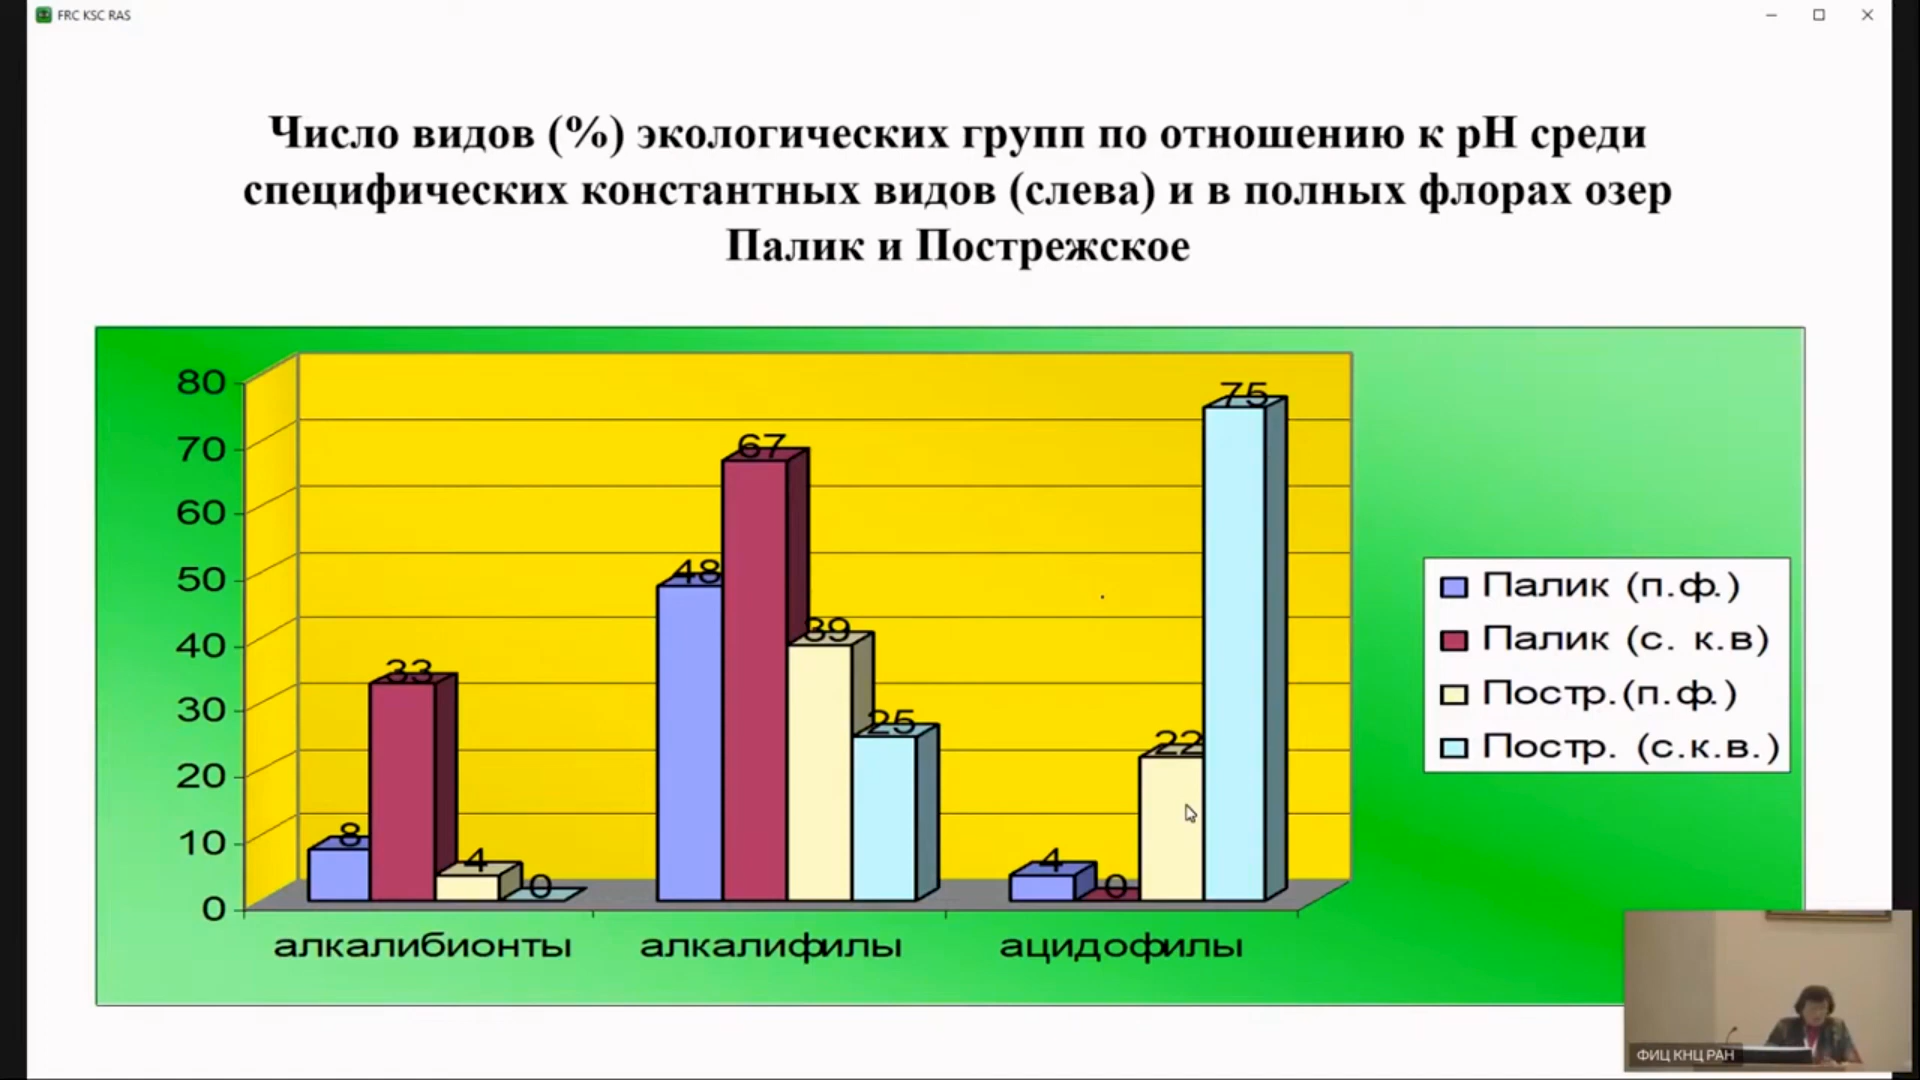 FRC KSC RAS
Число видов (%) экологических групп по отношению к pH среди
специфических константных видов (слева) и в полных флорах озер
Палик и Пострежское
80
70
60
50
40
30
20
10
0
8
33
4
0
48
67
39
25
4
0
22
75
алкалибионты
алкалифилы
ацидофилы
Палик (п.ф.)
Палик (с. к.в)
Постр.(п.ф.)
Постр. (с.к.в.)
ФИЦ КНЦ РАН